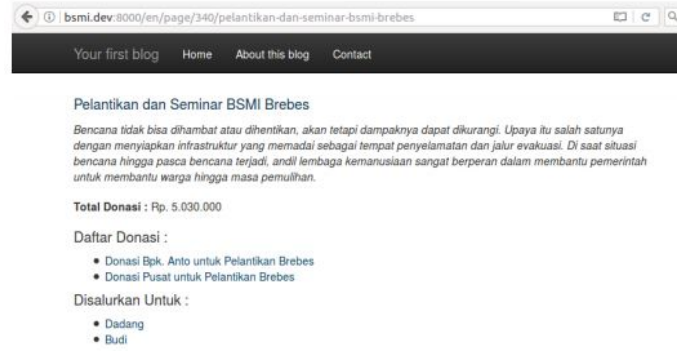 bsmi.dev:8000/en/page/340/pelantikan-dan-seminar-bsmi-brebes
Your first blog Home About this blog Contact
Pelantikan dan Seminar BSMI Brebes
Bencana tidak bisa dihambat atau dihentikan, akan tetapi dampaknya dapat dikurangi. Upaya itu salah satunya
dengan menyiapkan infrastruktur yang memadai sebagai tempat penyelamatan dan jalur evakuasi. Di saat situasi
bencana hingga pasca bencana terjadi, andil lembaga kemanusiaan sangat berperan dalam membantu pemerintah
untuk membantu warga hingga masa pemulihan.
Total Donasi : Rp. 5.030.000
Daftar Donasi :
Donasi Bpk. Anto untuk Pelantikan Brebes
Donasi Pusat untuk Pelantikan Brebes
Disalurkan Untuk :
Dadang
Budi